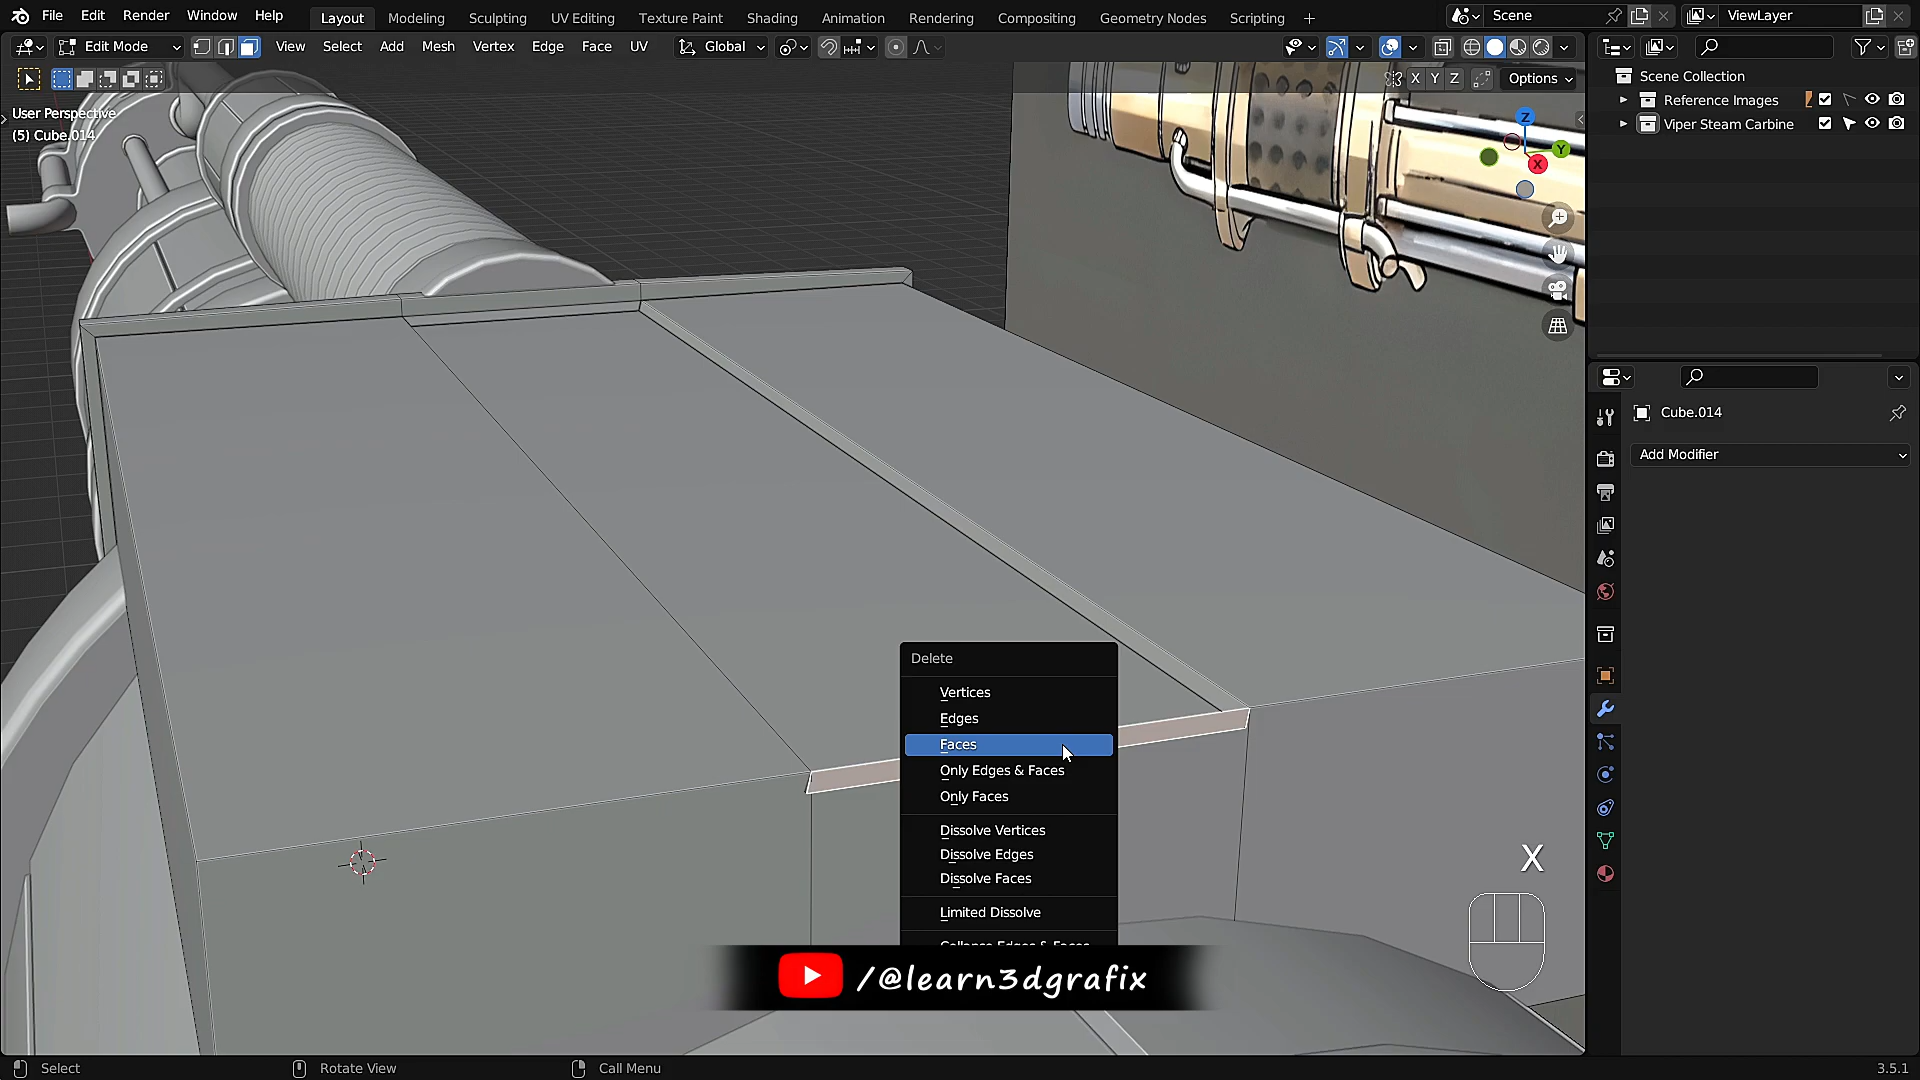 File Edit Render Window Help Layout Modeling Sculpting UV Editing Texture Paint Shading Animation Rendering Compositing Geometry Nodes Scripting + Scene ViewLayer
Edit Mode View Select Add Mesh Vertex Edge Face UV Global
X Y Z Options
User Perspective
(5) Cube.014
Z
Y
X
Scene Collection
Reference Images
Viper Steam Carbine
Cube.014
Add Modifier
Delete
Vertices
Edges
Faces
Only Edges & Faces
Only Faces
Dissolve Vertices
Dissolve Edges
Dissolve Faces
Limited Dissolve
Collapse Edges & Faces
X
/@learn3dgrafix
Select Rotate View Call Menu 3.5.1